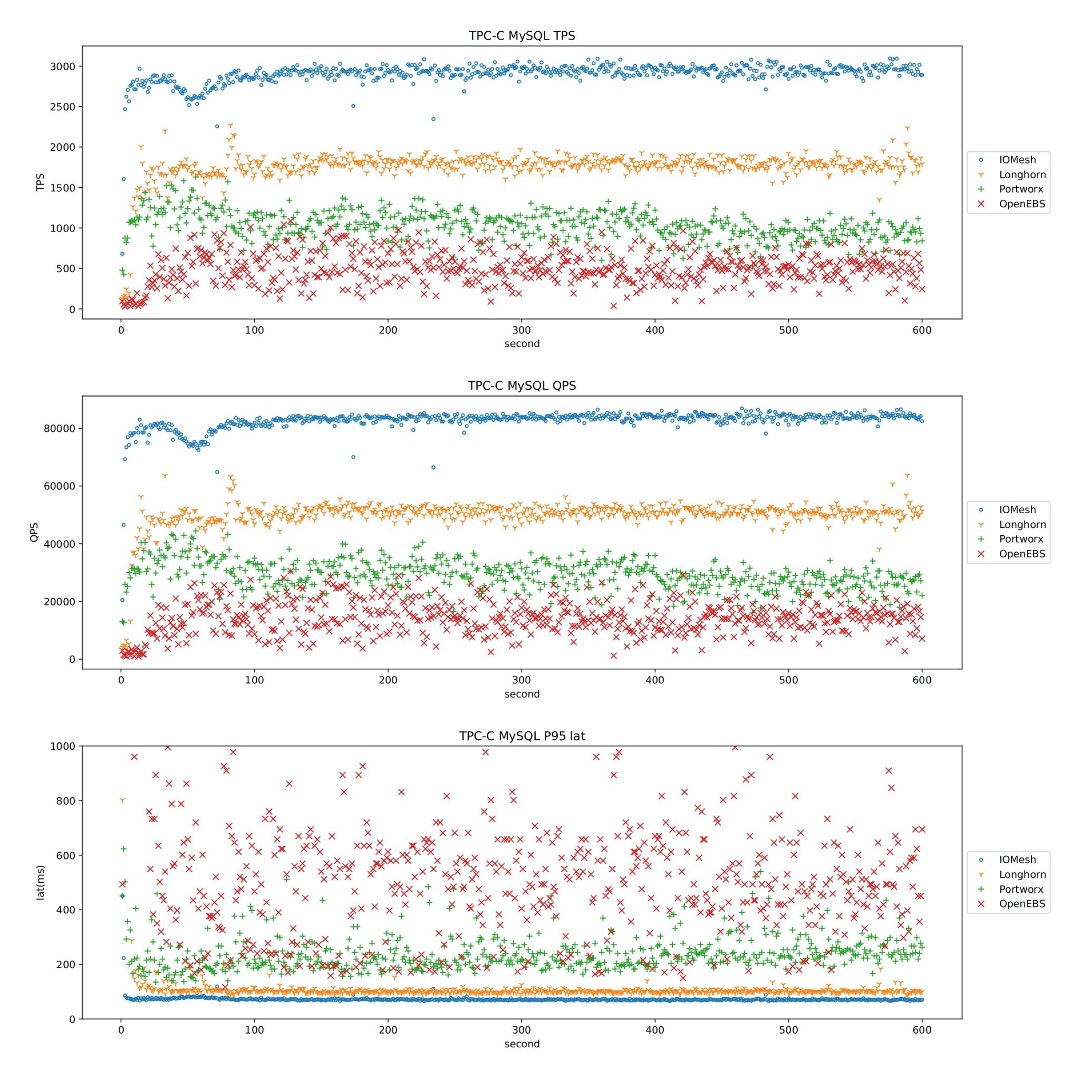 TPC-C MySQL TPS
3000
2500
2000
1500
1000
500
0
TPS
0 100 200 300 400 500 600
second
IOMesh
Longhorn
Portworx
OpenEBS
TPC-C MySQL QPS
80000
60000
40000
20000
0
QPS
0 100 200 300 400 500 600
second
IOMesh
Longhorn
Portworx
OpenEBS
TPC-C MySQL P95 lat
1000
800
600
400
200
0
lat(ms)
0 100 200 300 400 500 600
second
IOMesh
Longhorn
Portworx
OpenEBS